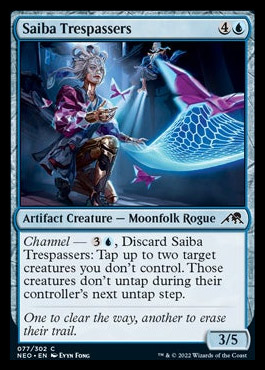 Saiba Trespassers 4
Artifact Creature — Moonfolk Rogue
Channel — 3, Discard Saiba
Trespassers: Tap up to two target
creatures you don't control. Those
creatures don't untap during their
controller's next untap step.
One to clear the way, another to erase
their trail.
3/5
077/302 C
NEO • EN Evyn Fong
™ & © 2022 Wizards of the Coast